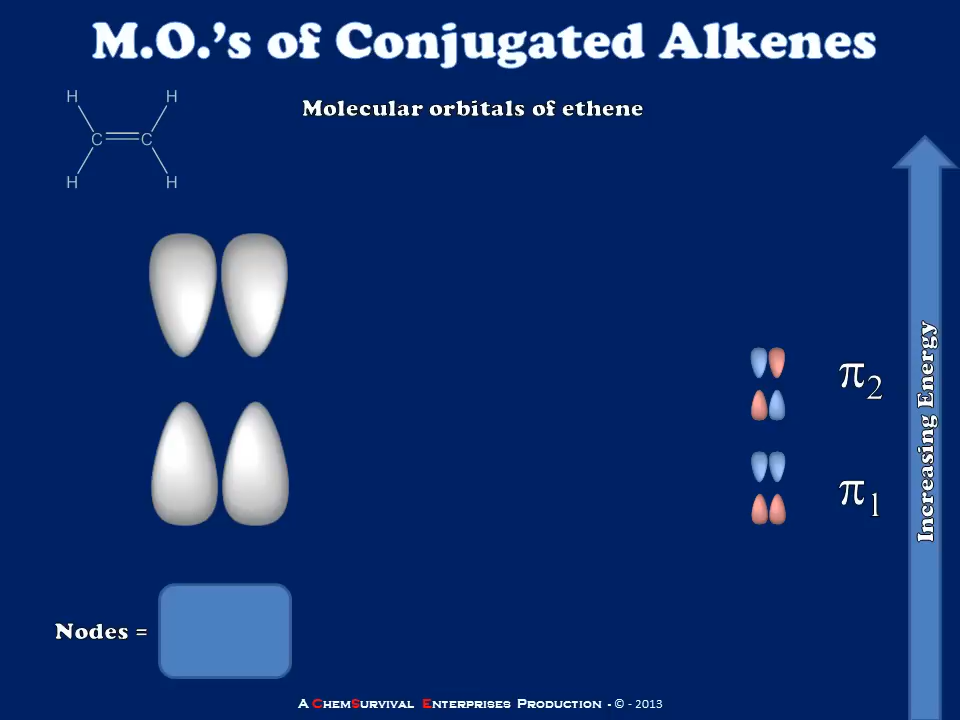 M.O.'s of Conjugated Alkenes
Molecular orbitals of ethene
H H
C C
H H
π2
π1
Increasing Energy
Nodes =
A ChemSurvival Enterprises Production - © - 2013